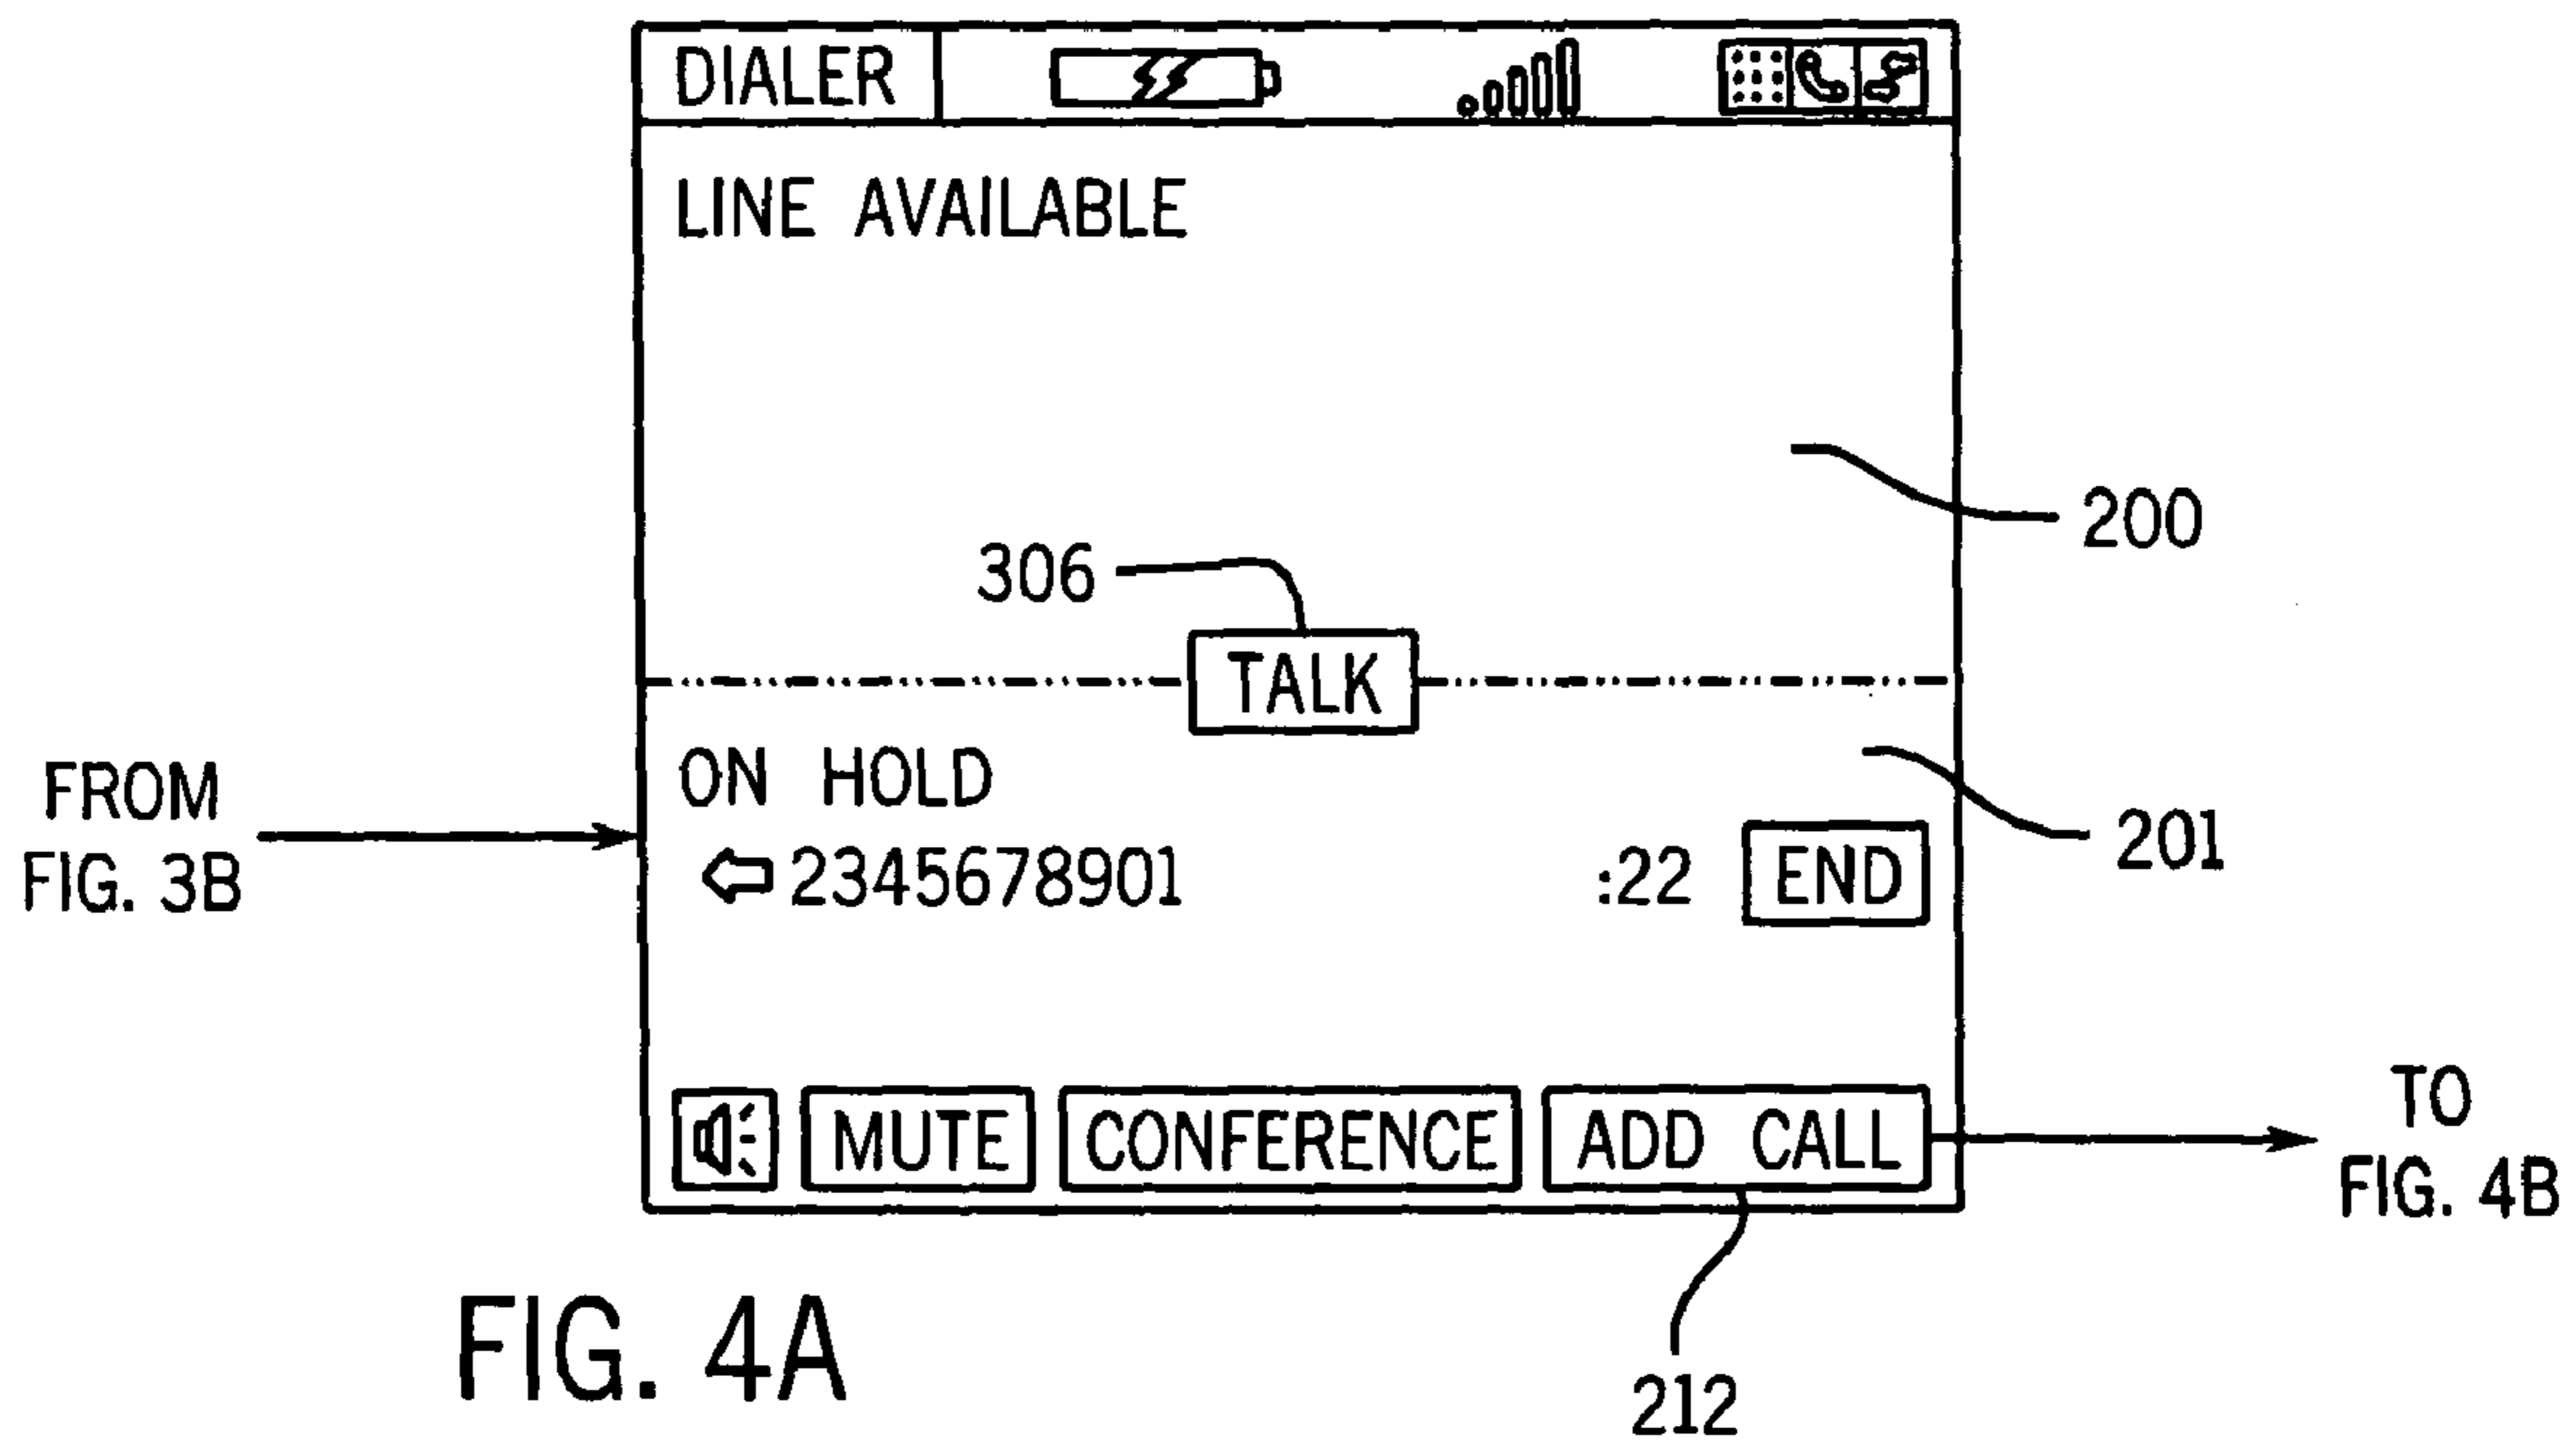 DIALER
LINE AVAILABLE
200
306
TALK
ON HOLD
201
FROM
FIG. 3B
2345678901 :22 END
MUTE CONFERENCE ADD CALL
TO
FIG. 4B
212
FIG. 4A